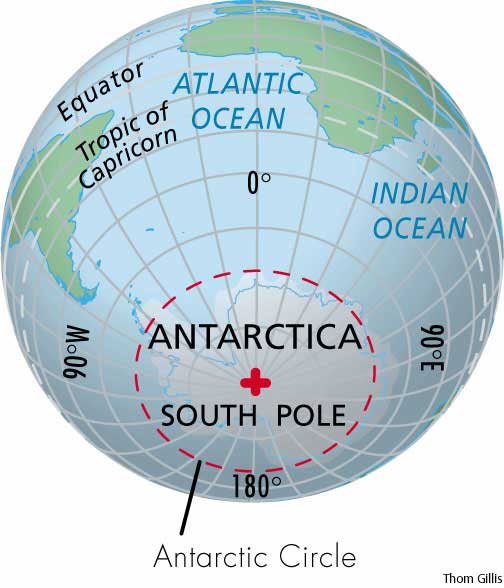 Equator
Tropic of
Capricorn
ATLANTIC
OCEAN
0°
INDIAN
OCEAN
90°W
ANTARCTICA
90°E
SOUTH POLE
180°
Antarctic Circle
Thom Gillis